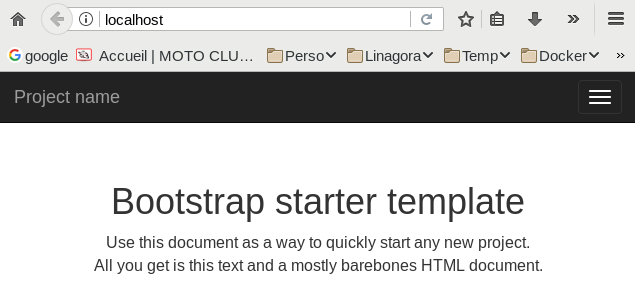 localhost
google Accueil | MOTO CLU… Perso Linagora Temp Docker
Project name
Bootstrap starter template
Use this document as a way to quickly start any new project.
All you get is this text and a mostly barebones HTML document.